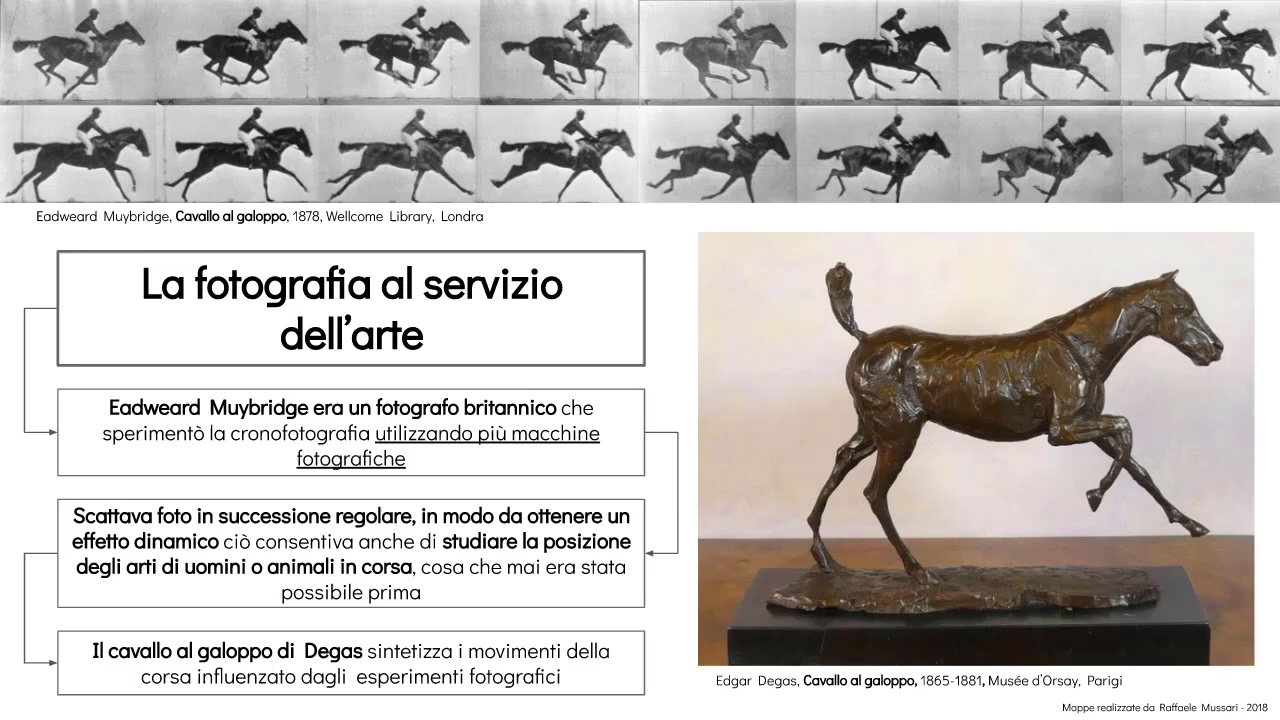 Eadweard Muybridge, Cavallo al galoppo, 1878, Wellcome Library, Londra
La fotografia al servizio
dell'arte
Eadweard Muybridge era un fotografo britannico che
sperimentò la cronofotografia utilizzando più macchine
fotografiche
Scattava foto in successione regolare, in modo da ottenere un
effetto dinamico ciò consentiva anche di studiare la posizione
degli arti di uomini o animali in corsa, cosa che mai era stata
possibile prima
Il cavallo al galoppo di Degas sintetizza i movimenti della
corsa influenzato dagli esperimenti fotografici
Edgar Degas, Cavallo al galoppo, 1865-1881, Musée d'Orsay, Parigi
Mappe realizzate da Raffaele Mussari - 2018